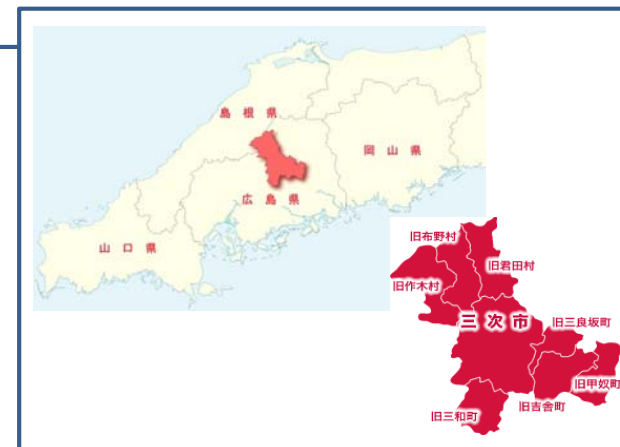 島根県
岡山県
広島県
山口県
旧布野村
旧君田村
旧作木村
三次市
旧三良坂町
旧甲奴町
旧吉舎町
旧三和町